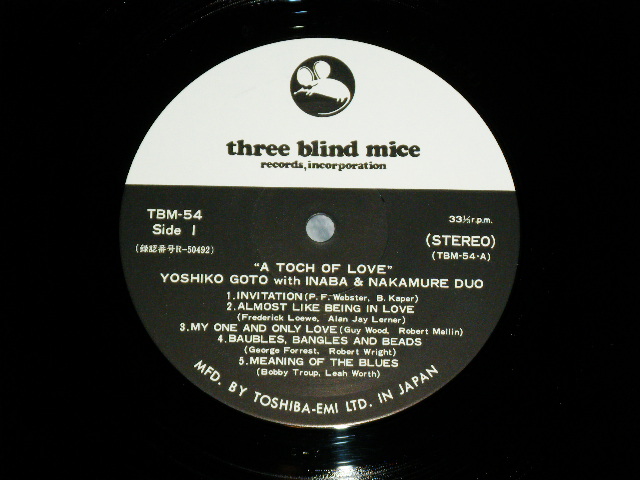 three blind mice
records, incorporation
TBM-54
Side 1
(録認番号R-50492)
33⅓r.p.m.
(STEREO)
(TBM-54-A)
"A TOCH OF LOVE"
YOSHIKO GOTO with INABA & NAKAMURE DUO
1. INVITATION (P. F. Webster, B. Kaper)
2. ALMOST LIKE BEING IN LOVE
(Frederick Loewe, Alan Jay Lerner)
3. MY ONE AND ONLY LOVE (Guy Wood, Robert Mellin)
4. BAUBLES, BANGLES AND BEADS
(George Forrest, Robert Wright)
5. MEANING OF THE BLUES
(Bobby Troup, Leah Worth)
MFD. BY TOSHIBA-EMI LTD. IN JAPAN